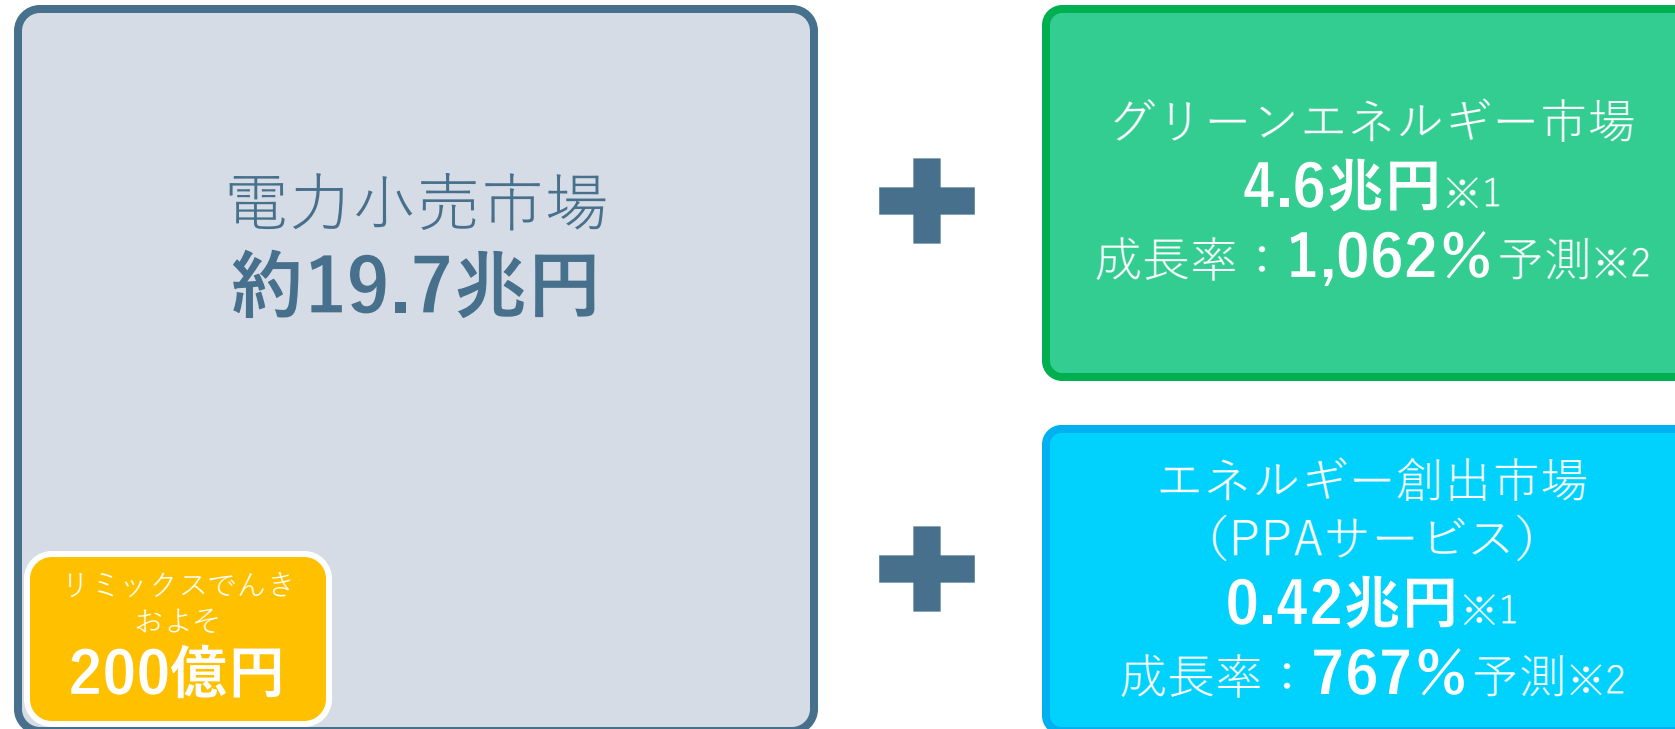 電力小売市場
約19.7兆円
リミックスでんき
およそ
200億円
グリーンエネルギー市場
4.6兆円※1
成長率：1,062％予測※2
エネルギー創出市場
（PPAサービス）
0.42兆円※1
成長率：767％予測※2